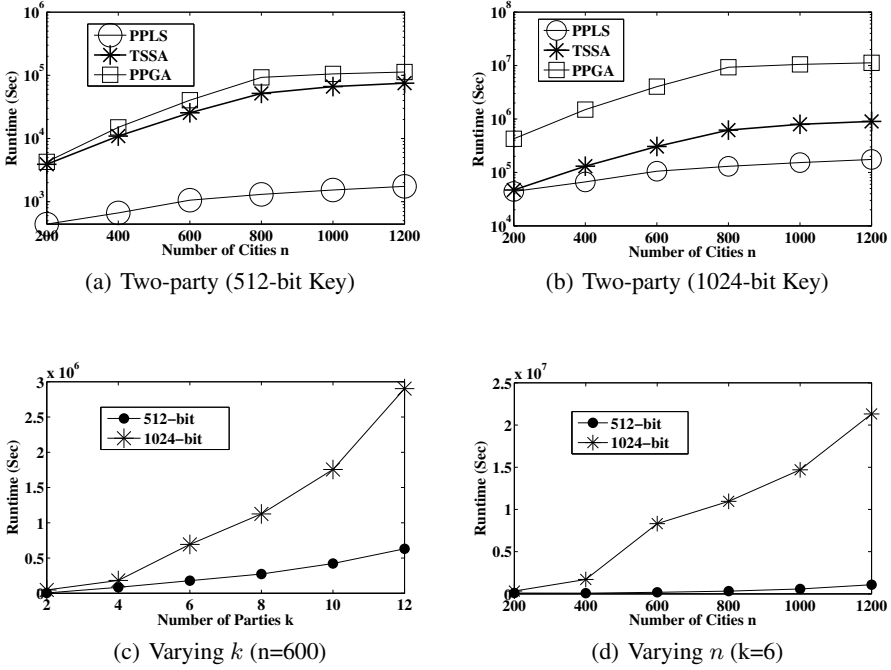 10^6
10^5
10^4
10^3
Runtime (Sec)
PPLS
TSSA
PPGA
200 400 600 800 1000 1200
Number of Cities n
(a) Two-party (512-bit Key)
10^8
10^7
10^6
10^5
10^4
Runtime (Sec)
PPLS
TSSA
PPGA
200 400 600 800 1000 1200
Number of Cities n
(b) Two-party (1024-bit Key)
x 10^6
3
2.5
2
1.5
1
0.5
0
Runtime (Sec)
512−bit
1024−bit
2 4 6 8 10 12
Number of Parties k
(c) Varying k (n=600)
x 10^7
2.5
2
1.5
1
0.5
0
Runtime (Sec)
512−bit
1024−bit
200 400 600 800 1000 1200
Number of Cities n
(d) Varying n (k=6)